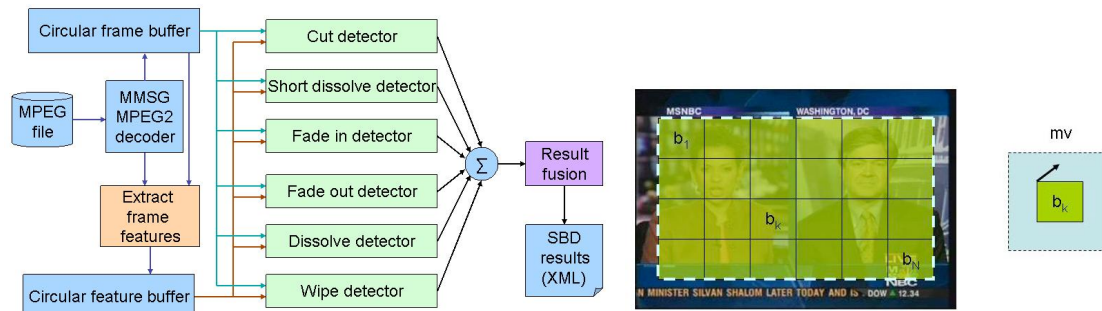 Circular frame buffer
MPEG
file
MMSG
MPEG2
decoder
Extract
frame
features
Circular feature buffer
Cut detector
Short dissolve detector
Fade in detector
Fade out detector
Dissolve detector
Wipe detector
Σ
Result
fusion
SBD
results
(XML)
MSNBC
WASHINGTON, DC
b1
bk
bN
NBC
AN MINISTER SILVAN SHALOM LATER TODAY AND IS
DOW ▲ 12.34
mv
bk